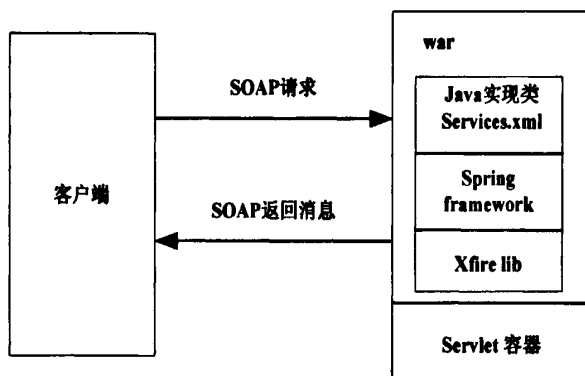 客户端
SOAP请求
SOAP返回消息
war
Java实现类
Services.xml
Spring
framework
Xfire lib
Servlet 容器